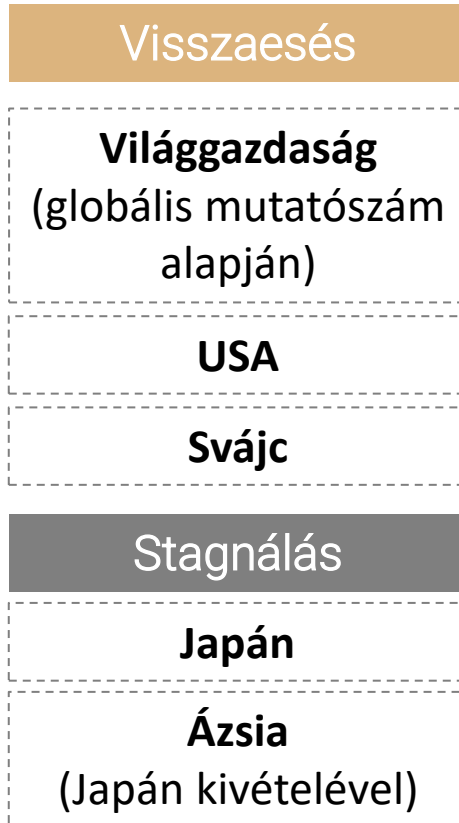 Visszaesés
Világgazdaság
(globális mutatószám
alapján)
USA
Svájc
Stagnálás
Japán
Ázsia
(Japán kivételével)